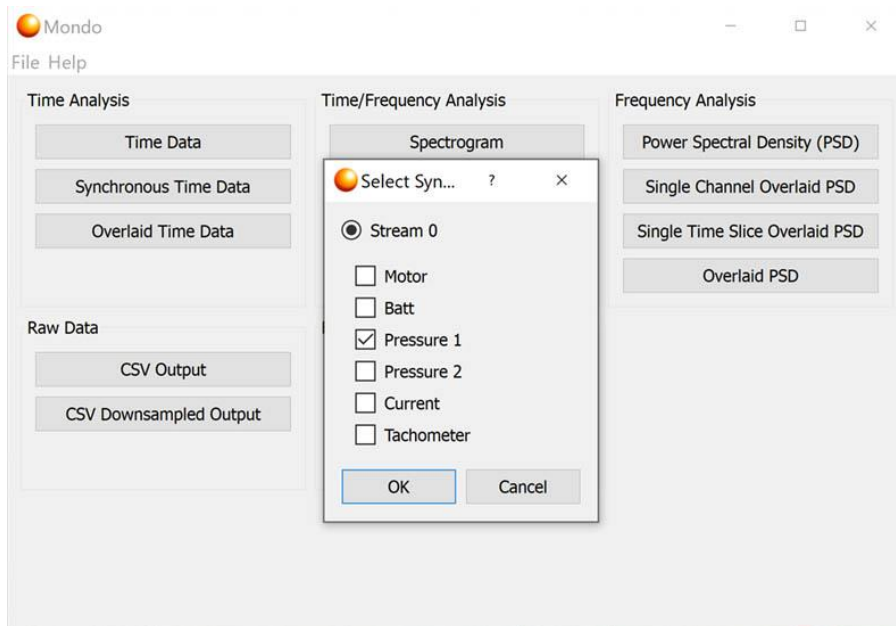 Mondo
File Help
Time Analysis
Time Data
Synchronous Time Data
Overlaid Time Data
Time/Frequency Analysis
Spectrogram
Frequency Analysis
Power Spectral Density (PSD)
Single Channel Overlaid PSD
Single Time Slice Overlaid PSD
Overlaid PSD
Raw Data
CSV Output
CSV Downsampled Output
Select Syn... ?
Stream 0
Motor
Batt
Pressure 1
Pressure 2
Current
Tachometer
OK Cancel